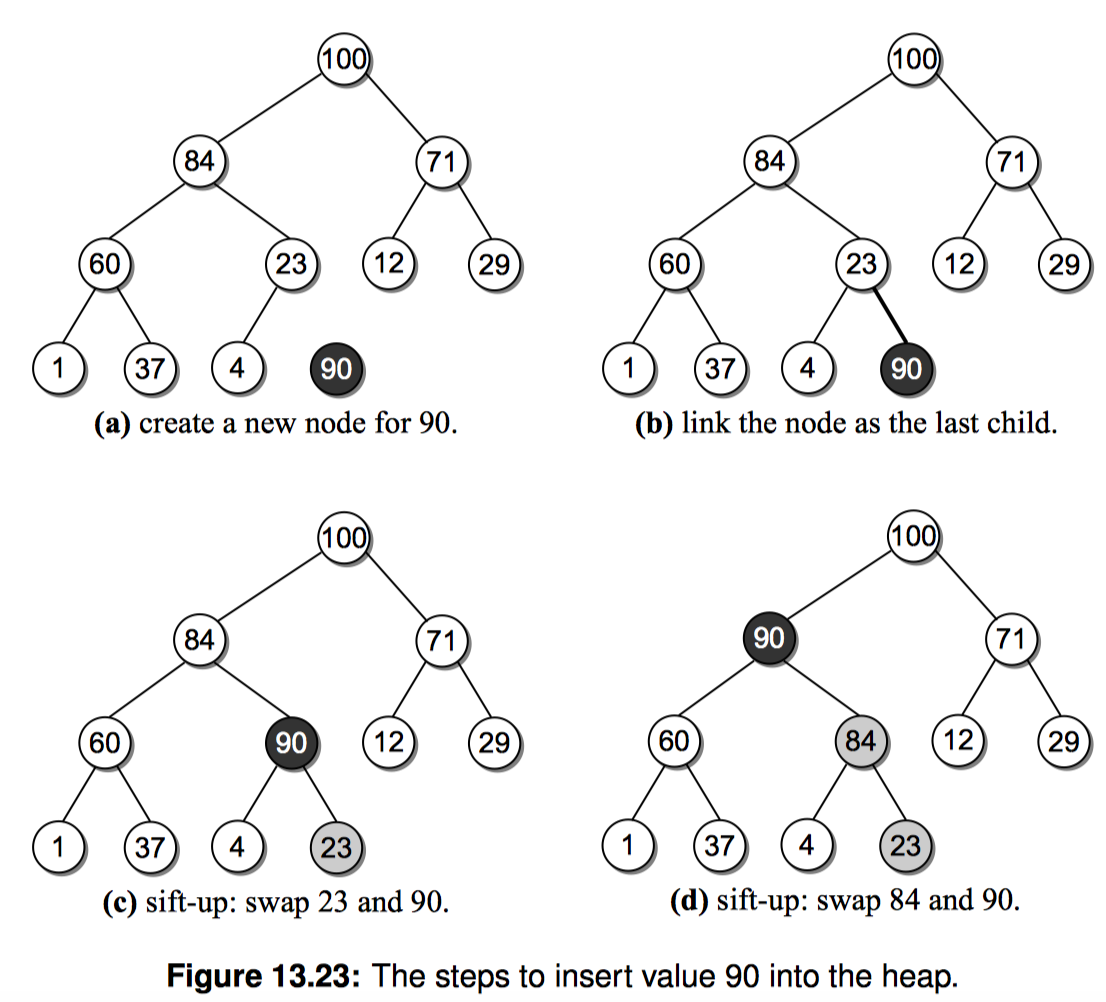 100 100
84 71 84 71
60 23 12 29 60 23 12 29
1 37 4 90 1 37 4 90
(a) create a new node for 90. (b) link the node as the last child.
100 100
84 71 90 71
60 90 12 29 60 84 12 29
1 37 4 23 1 37 4 23
(c) sift-up: swap 23 and 90. (d) sift-up: swap 84 and 90.
Figure 13.23: The steps to insert value 90 into the heap.